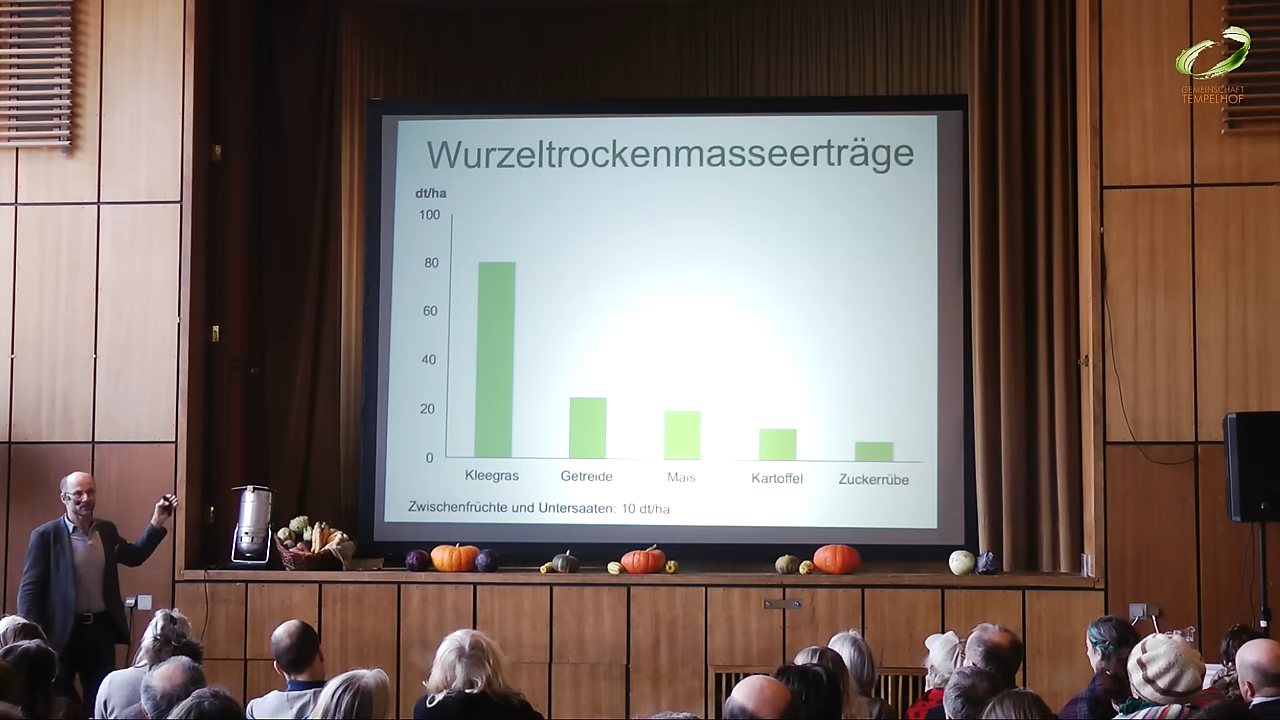 GEMEINSCHAFT
TEMPELHOF
Wurzeltrockenmasseerträge
dt/ha
100
80
60
40
20
0
Kleegras Getreide Mais Kartoffel Zuckerrübe
Zwischenfrüchte und Untersaaten: 10 dt/ha